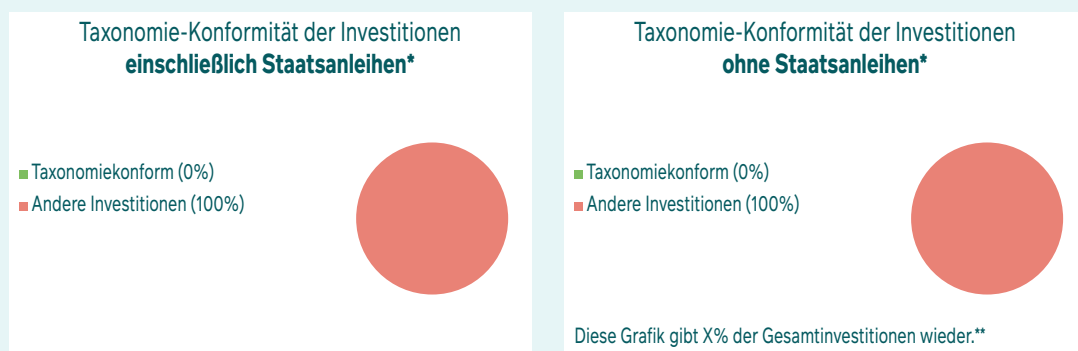 Taxonomie-Konformität der Investitionen
einschließlich Staatsanleihen*
Taxonomiekonform (0%)
Andere Investitionen (100%)
Taxonomie-Konformität der Investitionen
ohne Staatsanleihen*
Taxonomiekonform (0%)
Andere Investitionen (100%)
Diese Grafik gibt X% der Gesamtinvestitionen wieder.**